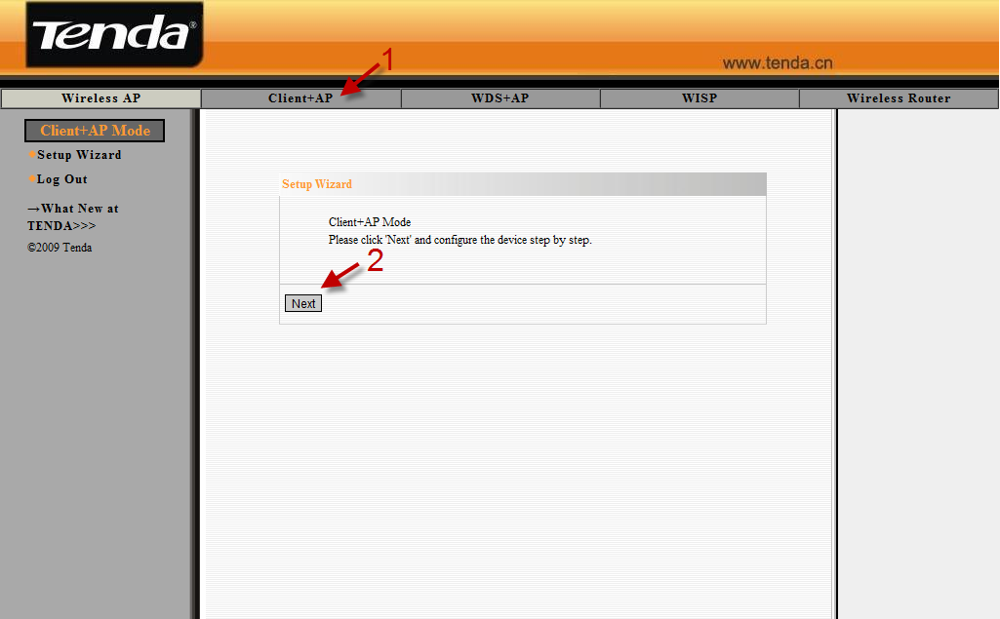 Tenda®
1
www.tenda.cn
Wireless AP
Client+AP
WDS+AP
WISP
Wireless Router
Client+AP Mode
Setup Wizard
Log Out
→What New at
TENDA>>>
©2009 Tenda
Setup Wizard
Client+AP Mode
Please click 'Next' and configure the device step by step.
2
Next